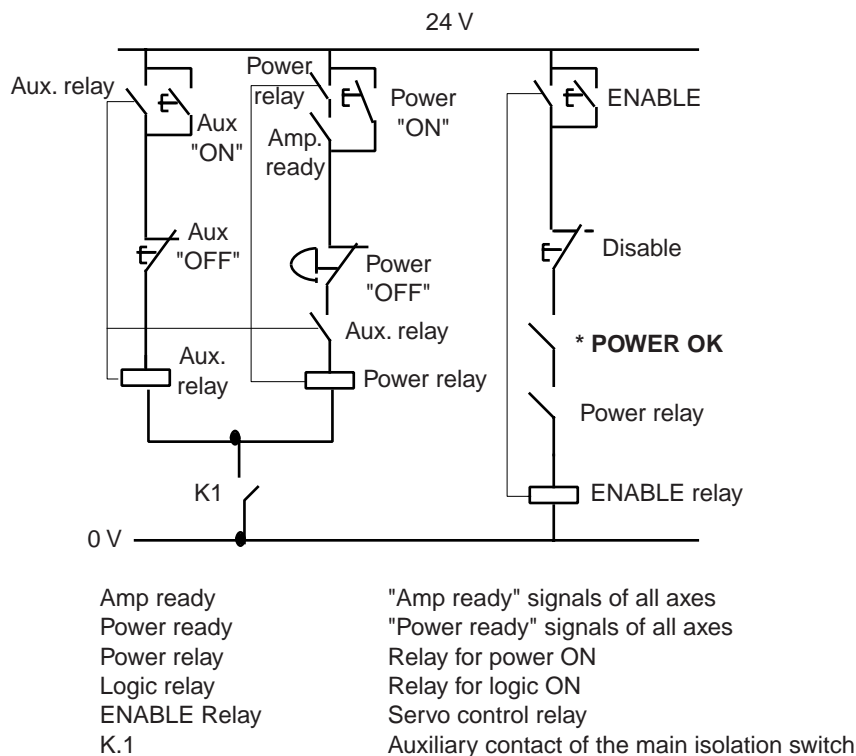 24 V
Aux. relay
Aux
"ON"
Power
relay
Amp.
ready
Power
"ON"
ENABLE
Aux
"OFF"
Power
"OFF"
Disable
Aux. relay
* POWER OK
Aux.
relay
Power relay
Power relay
K1
ENABLE relay
0 V
Amp ready "Amp ready" signals of all axes
Power ready "Power ready" signals of all axes
Power relay Relay for power ON
Logic relay Relay for logic ON
ENABLE Relay Servo control relay
K.1 Auxiliary contact of the main isolation switch